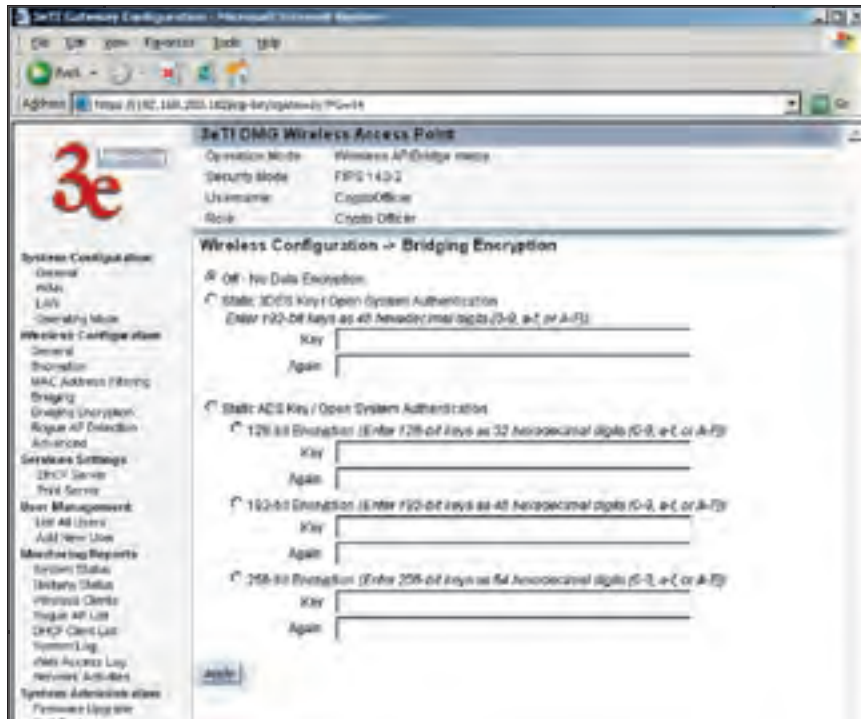 3eTI Gateway Configuration - Microsoft Internet Explorer
File Edit View Favorites Tools Help
Back
Address
Go
3e
3eTI DMG Wireless Access Point
Operation Mode Wireless AP/Bridge mode
Security Mode FIPS 140-2
Username CryptoOfficer
Role Crypto Officer
System Configuration
General
WAN
LAN
Operating Mode
Wireless Configuration
General
Encryption
MAC Address Filtering
Bridging
Bridging Encryption
Rogue AP Detection
Advanced
Services Settings
DHCP Server
Print Server
User Management
List All Users
Add New User
Monitoring Reports
System Status
Bridging Status
Wireless Clients
Rogue AP List
DHCP Client List
System Log
Web Access Log
Network Activities
System Administration
Firmware Upgrade
Wireless Configuration -> Bridging Encryption
Off - No Data Encryption
Static 3DES Key / Open System Authentication
Enter 192-bit keys as 48 hexadecimal digits (0-9, a-f, or A-F))
Key
Again
Static AES Key / Open System Authentication
128-bit Encryption (Enter 128-bit keys as 32 hexadecimal digits (0-9, a-f, or A-F))
Key
Again
192-bit Encryption (Enter 192-bit keys as 48 hexadecimal digits (0-9, a-f, or A-F))
Key
Again
256-bit Encryption (Enter 256-bit keys as 64 hexadecimal digits (0-9, a-f, or A-F))
Key
Again
Apply